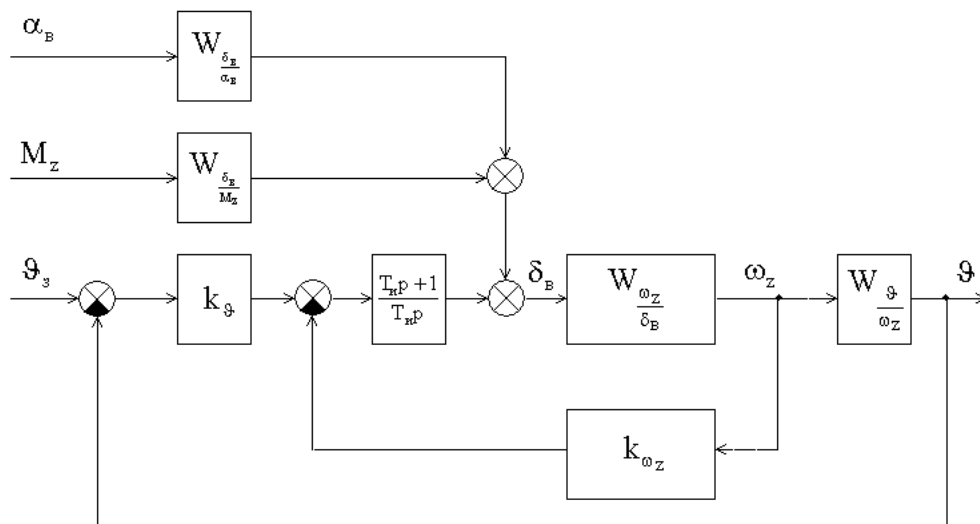 α_в
W_{δ_в/α_в}
M_Z
W_{δ_в/M_Z}
ϑ_з
k_ϑ
T_и p + 1
T_и p
δ_в
W_{ω_Z/δ_в}
ω_Z
W_{ϑ/ω_Z}
ϑ
k_{ω_Z}